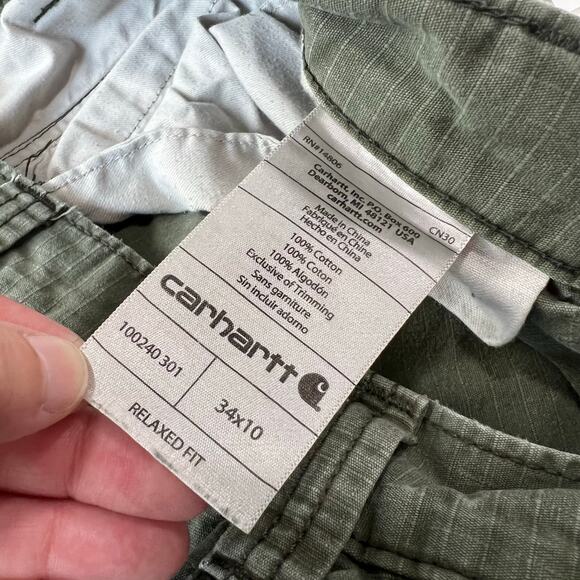 RN#14806
CN30
Carhartt, Inc. P.O. Box 600
Dearborn, MI 48121 USA
carhartt.com
Made in China
Fabriqué en Chine
Hecho en China
100% Cotton
100% Coton
100% Algodón
Exclusive of Trimming
Sans garniture
Sin incluir adorno
carhartt
100240 301
34x10
RELAXED FIT